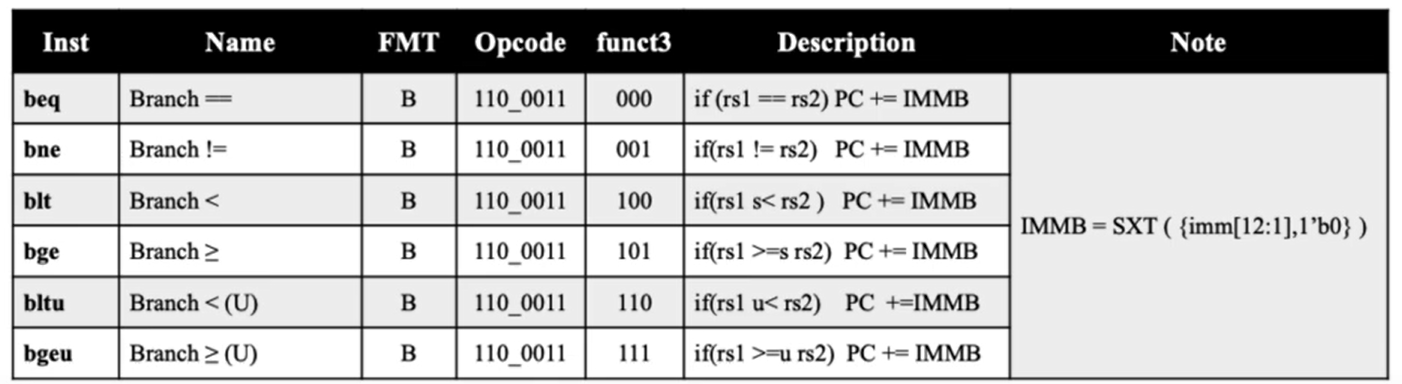 Inst Name FMT Opcode funct3 Description Note
beq Branch == B 110_0011 000 if (rs1 == rs2) PC += IMMB
bne Branch != B 110_0011 001 if(rs1 != rs2) PC += IMMB
blt Branch < B 110_0011 100 if(rs1 s< rs2 ) PC += IMMB
IMMB = SXT ( {imm[12:1],1’b0} )
bge Branch ≥ B 110_0011 101 if(rs1 >=s rs2) PC += IMMB
bltu Branch < (U) B 110_0011 110 if(rs1 u< rs2) PC +=IMMB
bgeu Branch ≥ (U) B 110_0011 111 if(rs1 >=u rs2) PC += IMMB